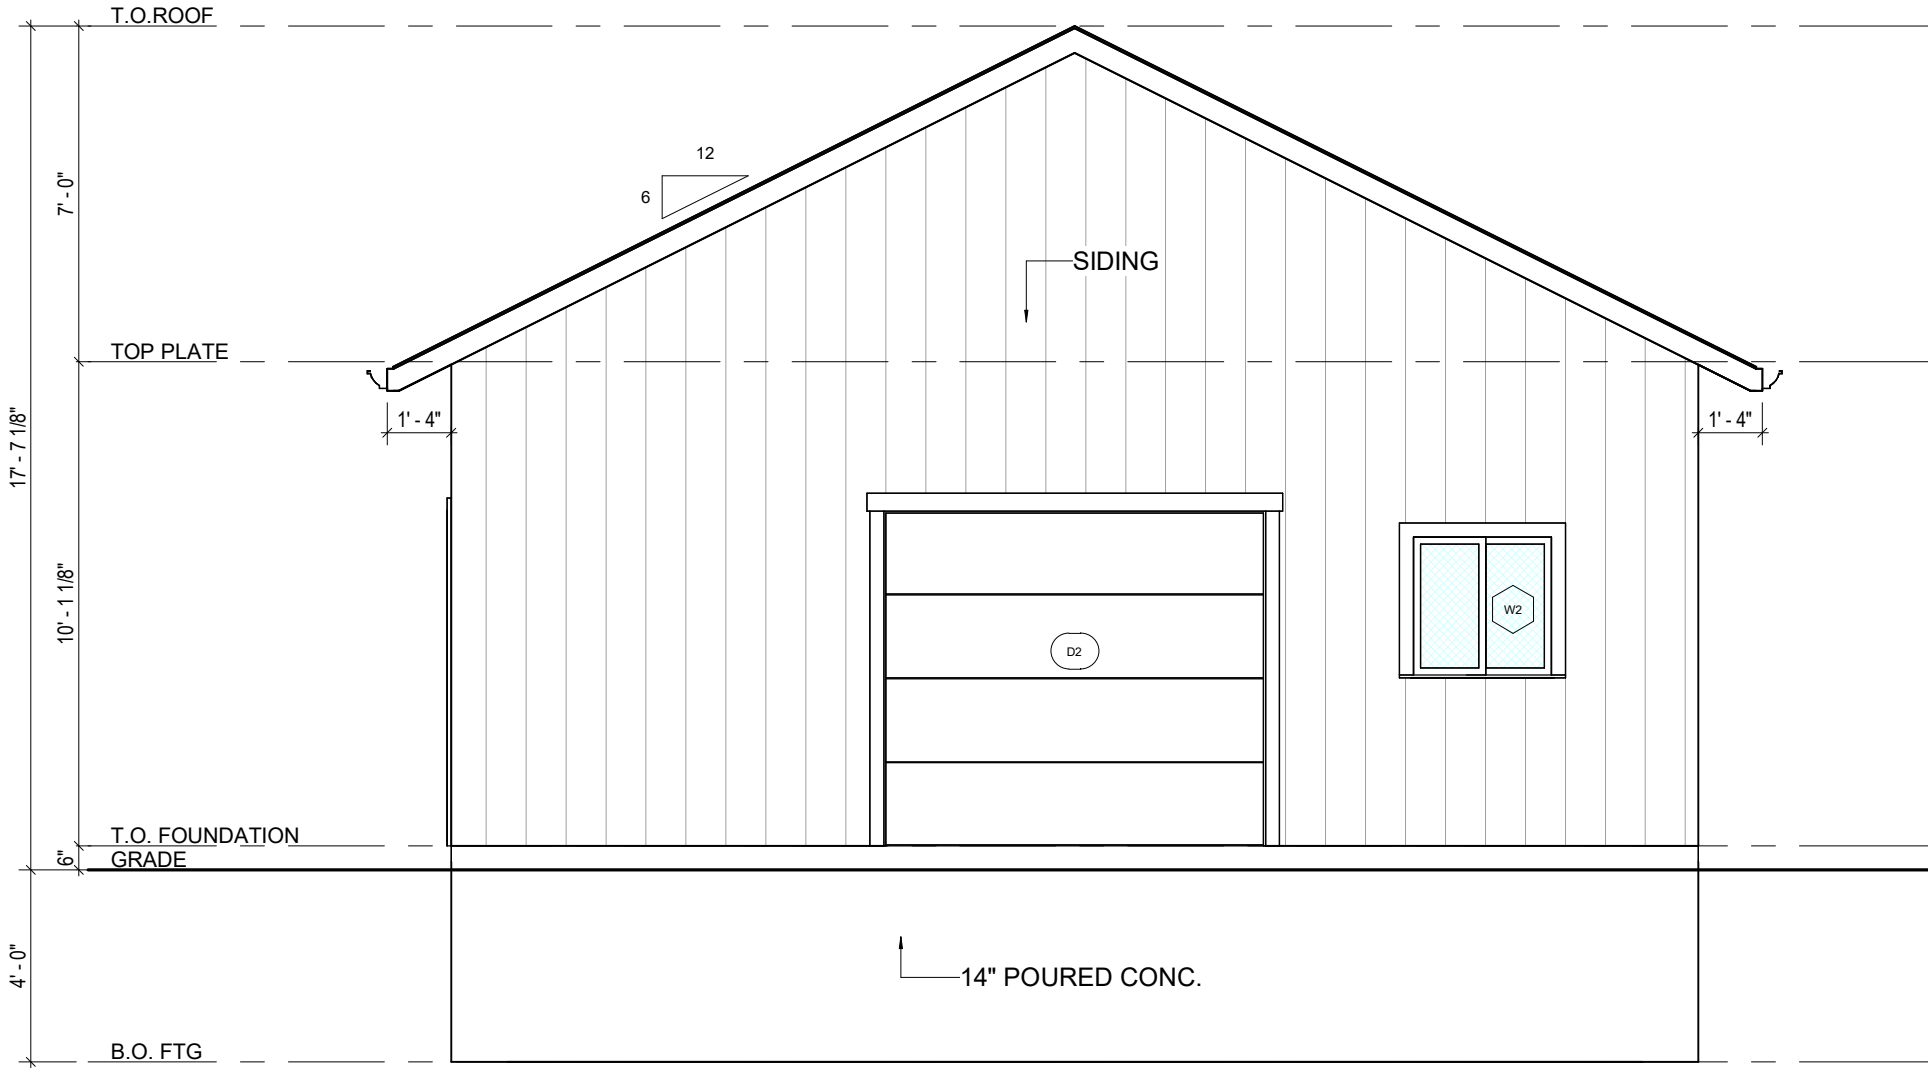 T.O.ROOF
12
6
7' - 0"
SIDING
TOP PLATE
1' - 4"
1' - 4"
17' - 7 1/8"
10' - 1 1/8"
W2
D2
T.O. FOUNDATION
6"
GRADE
4' - 0"
14" POURED CONC.
B.O. FTG